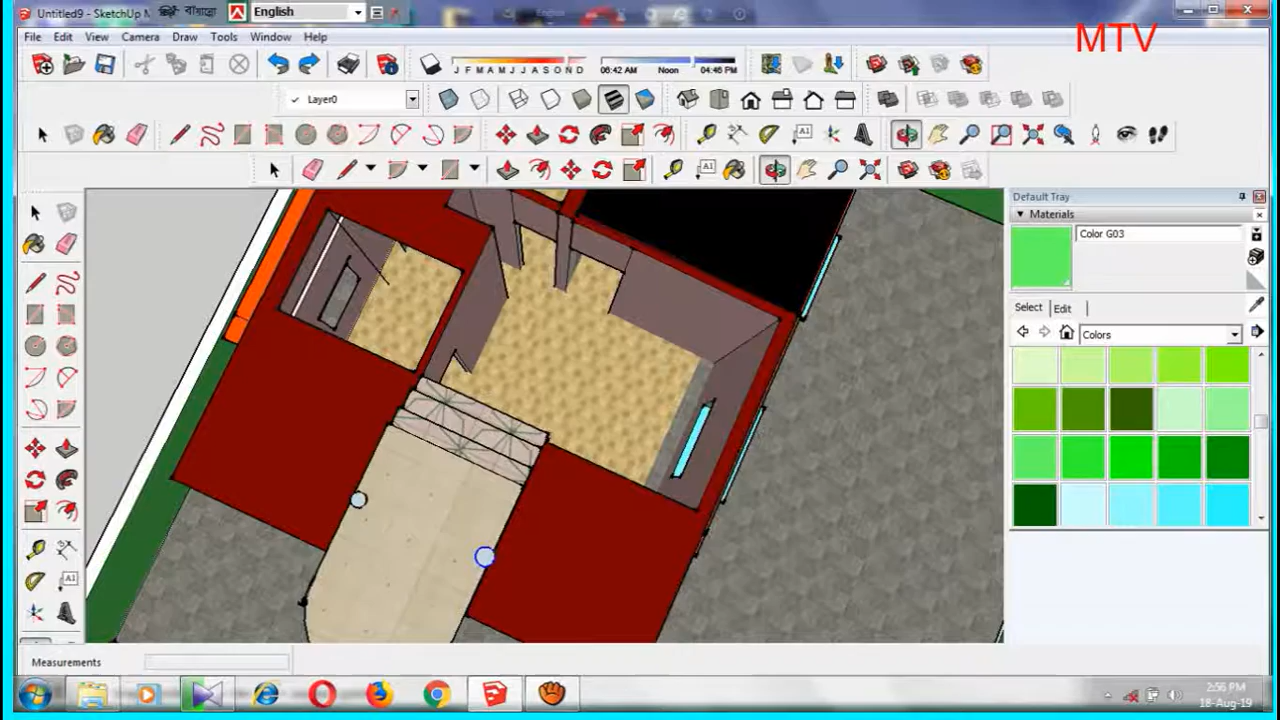 Untitled9 - SketchUp M
English
MTV
File Edit View Camera Draw Tools Window Help
J F M A M J J A S O N D
06:42 AM Noon 04:46 PM
Layer0
Default Tray
Materials
Color G03
Select Edit
Colors
Measurements
2:56 PM
18-Aug-19